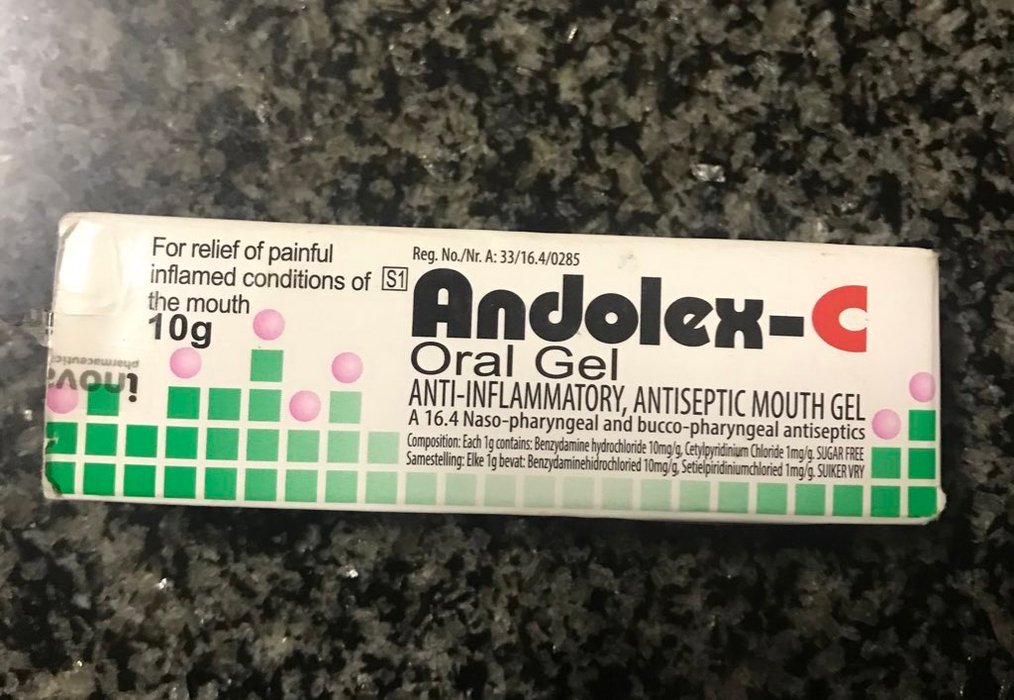 For relief of painful
inflamed conditions of
the mouth
10g
inova
pharmaceuticals
Reg. No./Nr. A: 33/16.4/0285
S1
Andolex-C
Oral Gel
ANTI-INFLAMMATORY, ANTISEPTIC MOUTH GEL
A 16.4 Naso-pharyngeal and bucco-pharyngeal antiseptics
Composition: Each 1g contains: Benzydamine hydrochloride 10mg/g, Cetylpyridinium Chloride 1mg/g. SUGAR FREE
Samestelling: Elke 1g bevat: Benzydaminehidrochloried 10mg/g, Setielpiridiniumchloried 1mg/g. SUIKER VRY